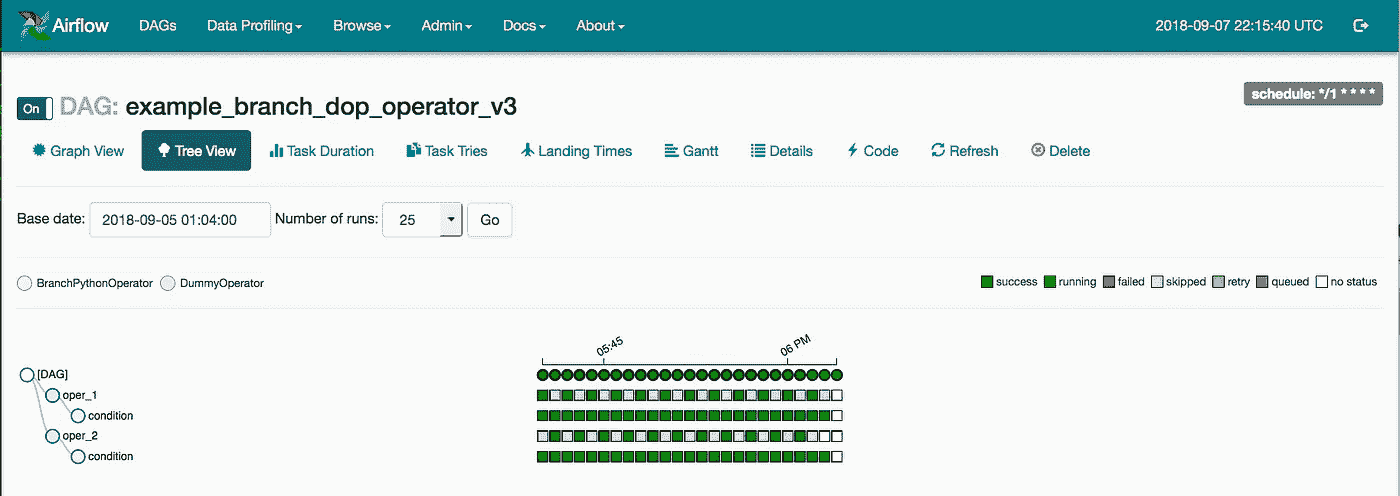 Airflow DAGs Data Profiling Browse Admin Docs About 2018-09-07 22:15:40 UTC
schedule: */1 * * * *
On DAG: example_branch_dop_operator_v3
Graph View Tree View Task Duration Task Tries Landing Times Gantt Details Code Refresh Delete
Base date: 2018-09-05 01:04:00 Number of runs: 25 Go
BranchPythonOperator DummyOperator success running failed skipped retry queued no status
05:45 06 PM
[DAG]
oper_1
condition
oper_2
condition